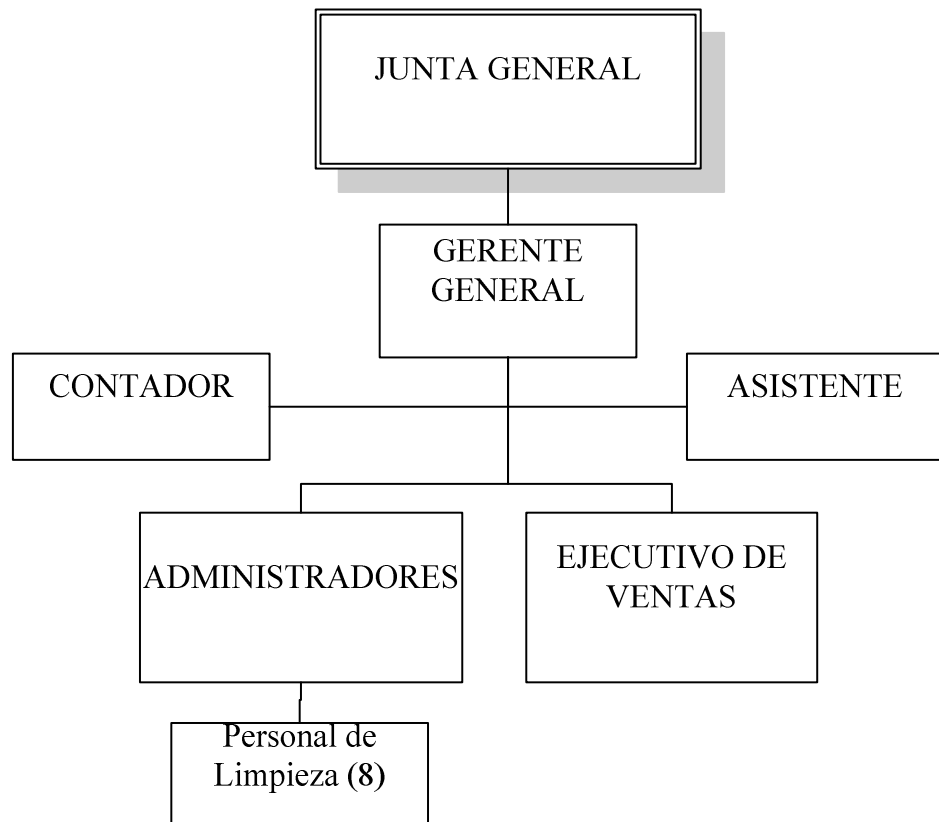 JUNTA GENERAL
GERENTE
GENERAL
CONTADOR
ASISTENTE
ADMINISTRADORES
EJECUTIVO DE
VENTAS
Personal de
Limpieza (8)